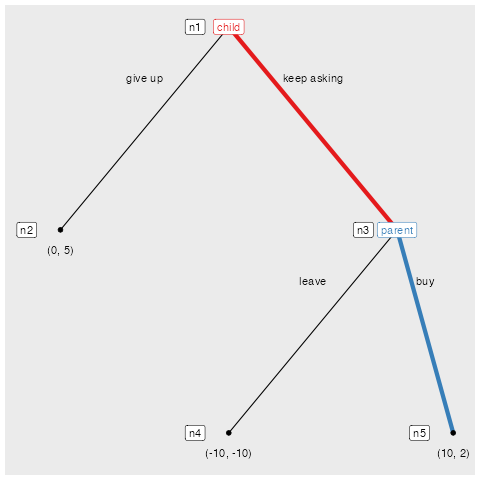 n1 child
give up
keep asking
n2
n3 parent
(0, 5)
leave
buy
n4
n5
(-10, -10)
(10, 2)